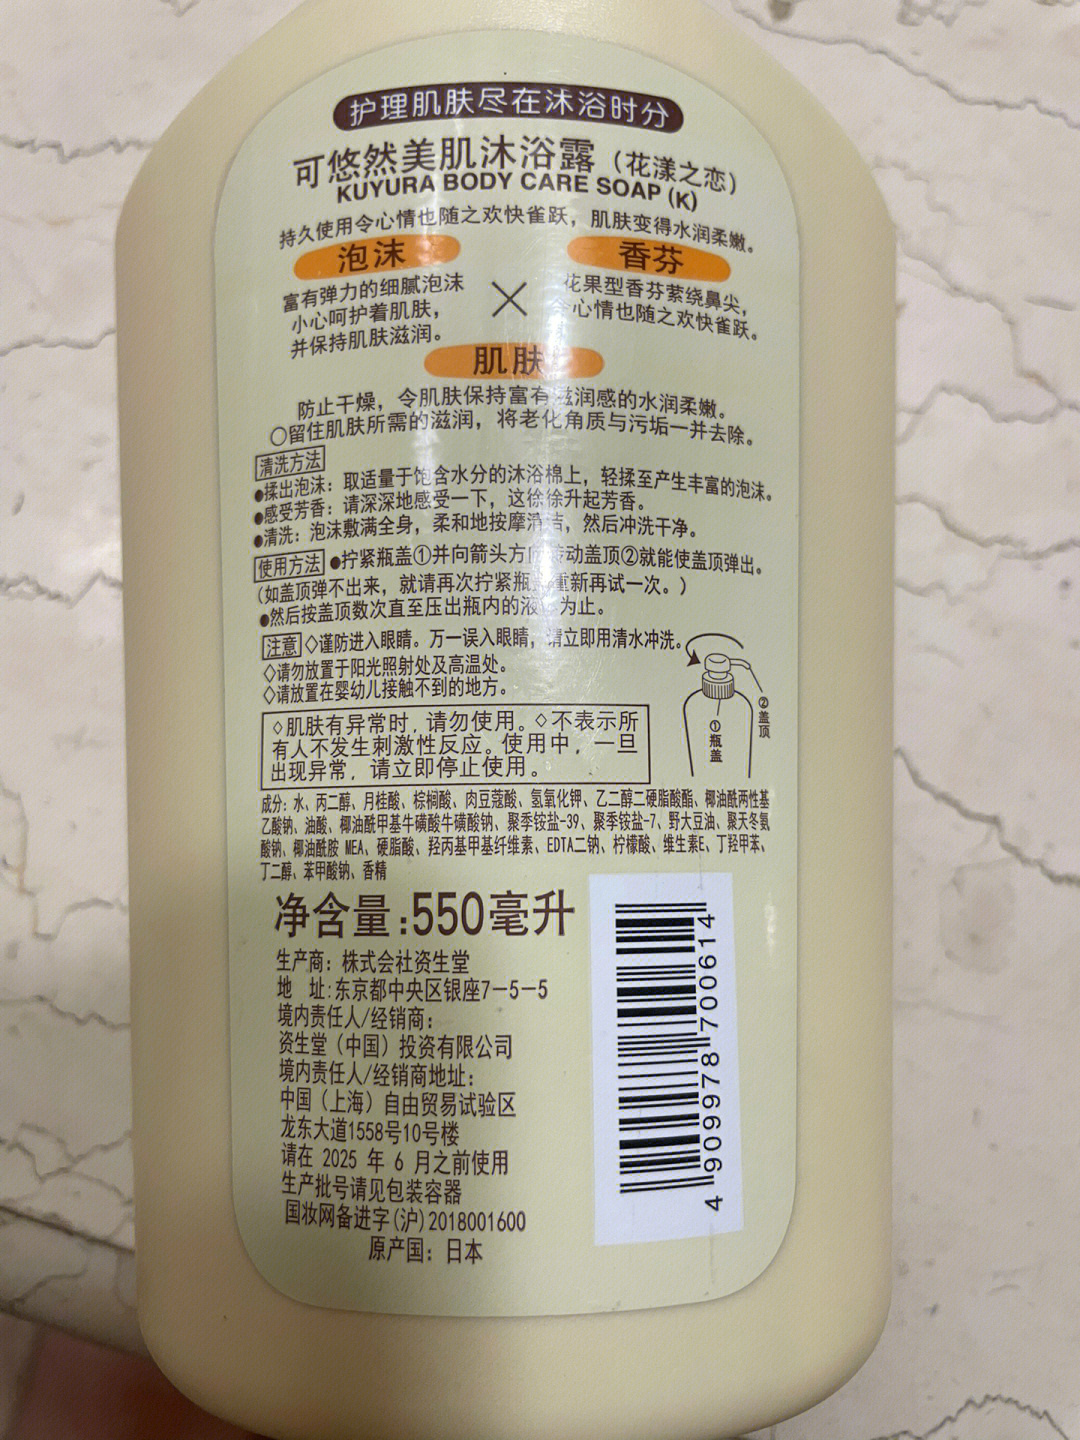 护理肌肤尽在沐浴时分
可悠然美肌沐浴露（花漾之恋）
KUYURA BODY CARE SOAP (K)
持久使用令心情也随之欢快雀跃，肌肤变得水润柔嫩。
泡沫
富有弹力的细腻泡沫
小心呵护着肌肤，
并保持肌肤滋润。
×
香芬
花果型香芬萦绕鼻尖，
令心情也随之欢快雀跃。
肌肤
防止干燥，令肌肤保持富有滋润感的水润柔嫩。
○留住肌肤所需的滋润，将老化角质与污垢一并去除。
清洗方法
●揉出泡沫：取适量于饱含水分的沐浴棉上，轻揉至产生丰富的泡沫。
●感受芳香：请深深地感受一下，这徐徐升起芳香。
●清洗：泡沫敷满全身，柔和地按摩清洁，然后冲洗干净。
使用方法 ●拧紧瓶盖①并向箭头方向转动盖顶②就能使盖顶弹出。
(如盖顶弹不出来，就请再次拧紧瓶 重新再试一次。)
●然后按盖顶数次直至压出瓶内的液 为止。
注意 ◇谨防进入眼睛。万一误入眼睛，请立即用清水冲洗。
◇请勿放置于阳光照射处及高温处。
◇请放置在婴幼儿接触不到的地方。
①瓶盖
②盖顶
◇肌肤有异常时，请勿使用。◇不表示所
有人不发生刺激性反应。使用中，一旦
出现异常，请立即停止使用。
成分：水、丙二醇、月桂酸、棕榈酸、肉豆蔻酸、氢氧化钾、乙二醇二硬脂酸酯、椰油酰两性基
乙酸钠、油酸、椰油酰甲基牛磺酸牛磺酸钠、聚季铵盐-39、聚季铵盐-7、野大豆油、聚天冬氨
酸钠、椰油酰胺 MEA、硬脂酸、羟丙基甲基纤维素、EDTA二钠、柠檬酸、维生素E、丁羟甲苯、
丁二醇、苯甲酸钠、香精
净含量:550毫升
生产商：株式会社资生堂
地 址:东京都中央区银座7－5－5
境内责任人/经销商：
资生堂（中国）投资有限公司
境内责任人/经销商地址：
中国（上海）自由贸易试验区
龙东大道1558号10号楼
请在 2025 年 6 月之前使用
生产批号请见包装容器
国妆网备进字(沪)2018001600
原产国：日本
4909978700614